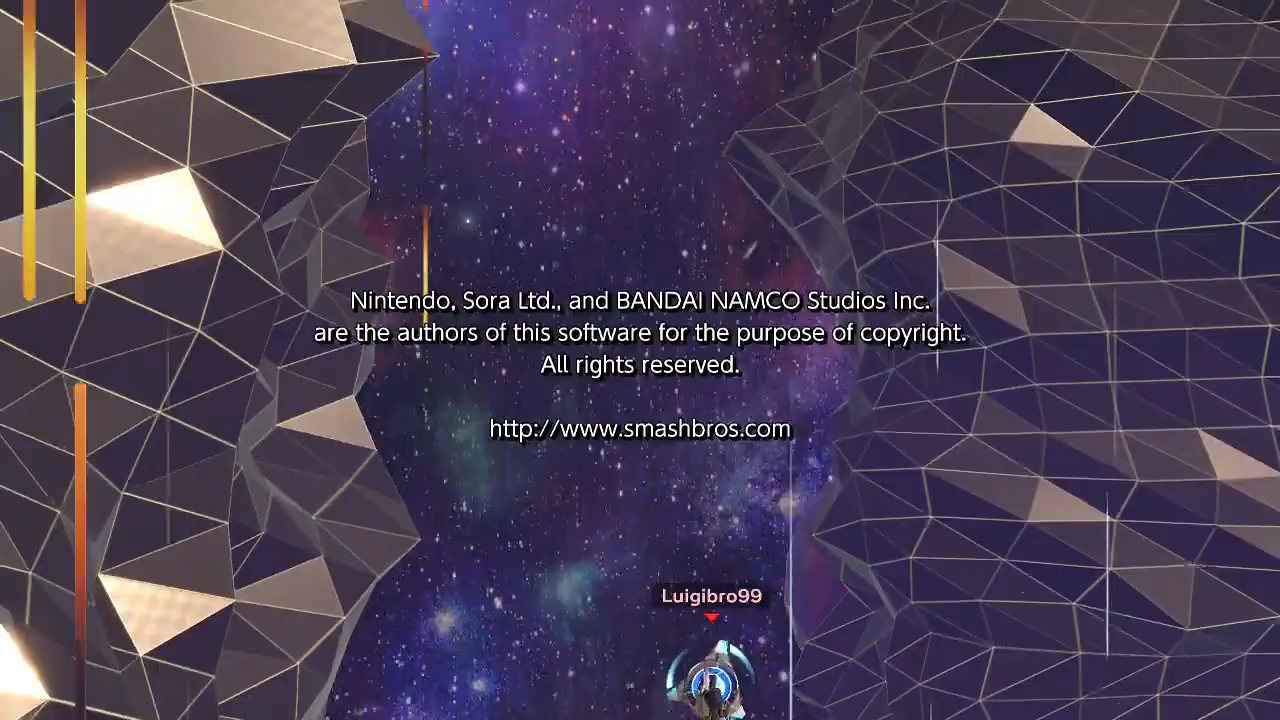 Nintendo, Sora Ltd., and BANDAI NAMCO Studios Inc.
are the authors of this software for the purpose of copyright.
All rights reserved.
http://www.smashbros.com
Luigibro99